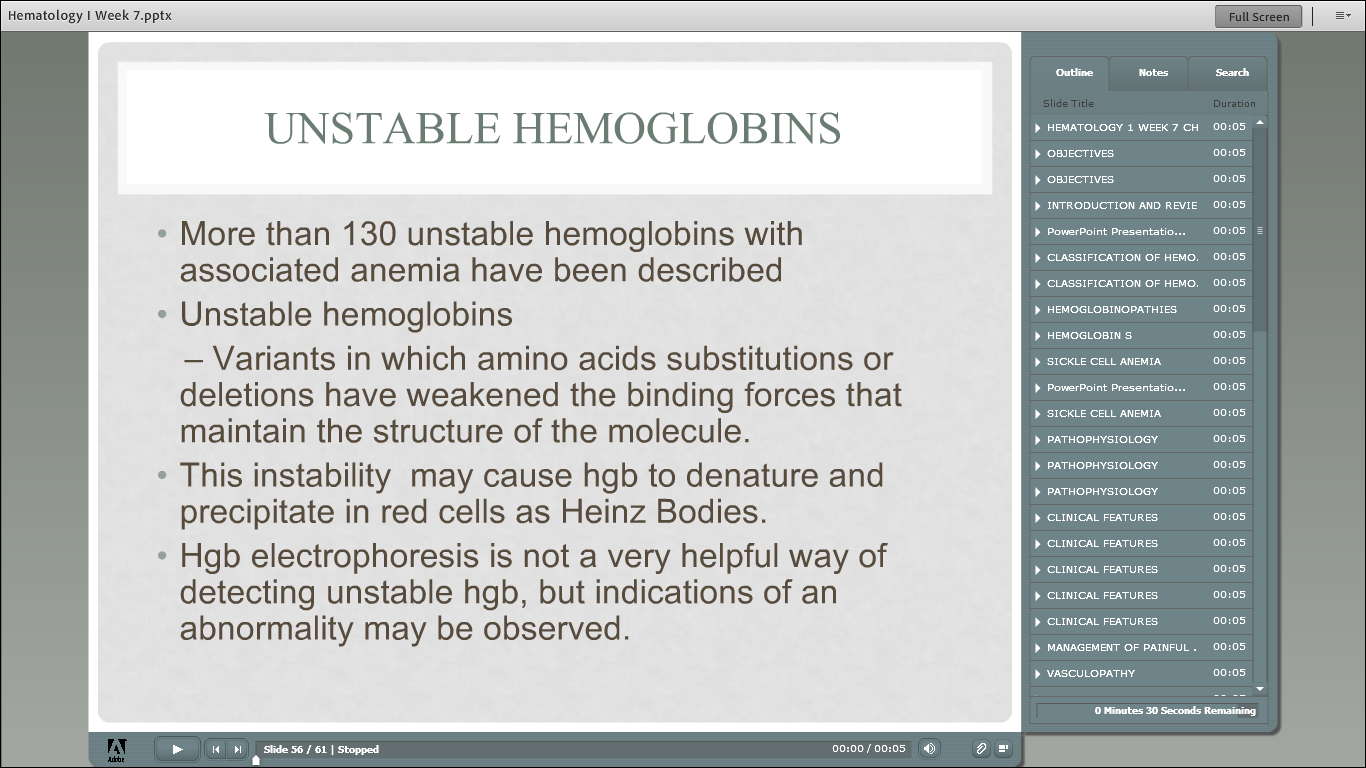 Hematology I Week 7.pptx
Full Screen
UNSTABLE HEMOGLOBINS
• More than 130 unstable hemoglobins with
associated anemia have been described
• Unstable hemoglobins
– Variants in which amino acids substitutions or
deletions have weakened the binding forces that
maintain the structure of the molecule.
• This instability  may cause hgb to denature and
precipitate in red cells as Heinz Bodies.
• Hgb electrophoresis is not a very helpful way of
detecting unstable hgb, but indications of an
abnormality may be observed.
Outline Notes Search
Slide Title Duration
HEMATOLOGY 1 WEEK 7 CH 00:05
OBJECTIVES 00:05
OBJECTIVES 00:05
INTRODUCTION AND REVIE 00:05
PowerPoint Presentatio... 00:05
CLASSIFICATION OF HEMO. 00:05
CLASSIFICATION OF HEMO. 00:05
HEMOGLOBINOPATHIES 00:05
HEMOGLOBIN S 00:05
SICKLE CELL ANEMIA 00:05
PowerPoint Presentatio... 00:05
SICKLE CELL ANEMIA 00:05
PATHOPHYSIOLOGY 00:05
PATHOPHYSIOLOGY 00:05
PATHOPHYSIOLOGY 00:05
CLINICAL FEATURES 00:05
CLINICAL FEATURES 00:05
CLINICAL FEATURES 00:05
CLINICAL FEATURES 00:05
CLINICAL FEATURES 00:05
MANAGEMENT OF PAINFUL . 00:05
VASCULOPATHY 00:05
0 Minutes 30 Seconds Remaining
Adobe
Slide 56 / 61 | Stopped 00:00 / 00:05